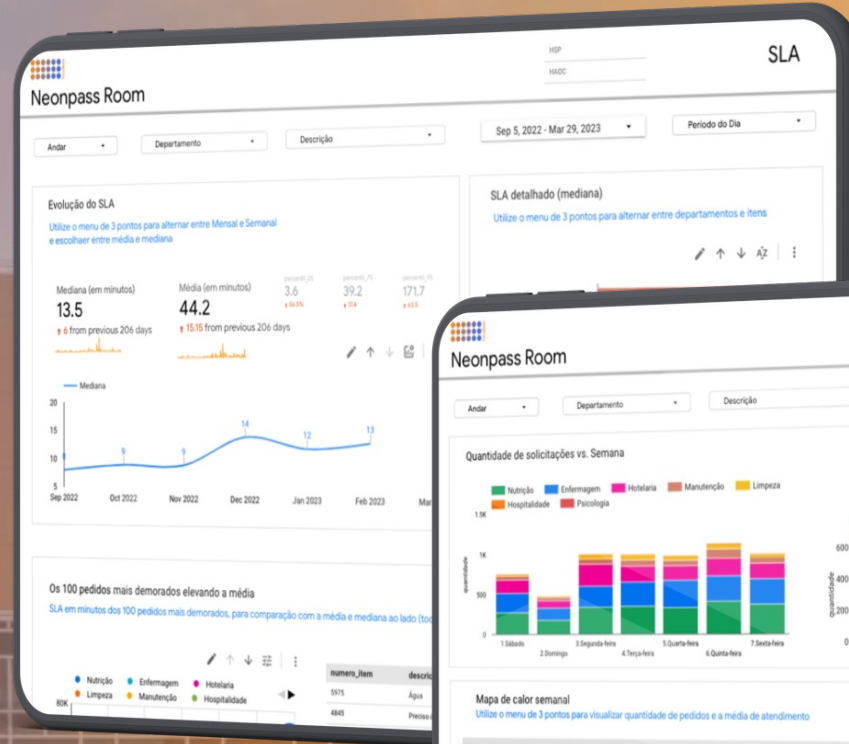 HSP
HAOC
SLA
Neonpass Room
Andar
Departamento
Descrição
Sep 5, 2022 - Mar 29, 2023
Período do Dia
Evolução do SLA
Utilize o menu de 3 pontos para alternar entre Mensal e Semanal
e escolhaer entre média e mediana
Mediana (em minutos)
13.5
6 from previous 206 days
Média (em minutos)
44.2
15.15 from previous 206 days
3.6
39.2
171.7
Mediana
20
15
10
5
9
9
14
12
13
Sep 2022
Oct 2022
Nov 2022
Dec 2022
Jan 2023
Feb 2023
Mar
SLA detalhado (mediana)
Utilize o menu de 3 pontos para alternar entre departamentos e itens
AZ
Os 100 pedidos mais demorados elevando a média
SLA em minutos dos 100 pedidos mais demorados, para comparação com a média e mediana ao lado (to
Nutrição
Enfermagem
Hotelaria
Limpeza
Manutenção
Hospitalidade
80K
numero_item
descric
5975
Água
4845
Preciso
Neonpass Room
Andar
Departamento
Descrição
Quantidade de solicitações vs. Semana
Nutrição
Enfermagem
Hotelaria
Manutenção
Limpeza
Hospitalidade
Psicologia
quantidade
1.5K
1K
500
0
1.Sábado
2.Domingo
3.Segunda-feira
4.Terça-feira
5.Quarta-feira
6.Quinta-feira
7.Sexta-feira
quantidade
600
400
200
0
Mapa de calor semanal
Utilize o menu de 3 pontos para visualizar quantidade de pedidos e a média de atendimento